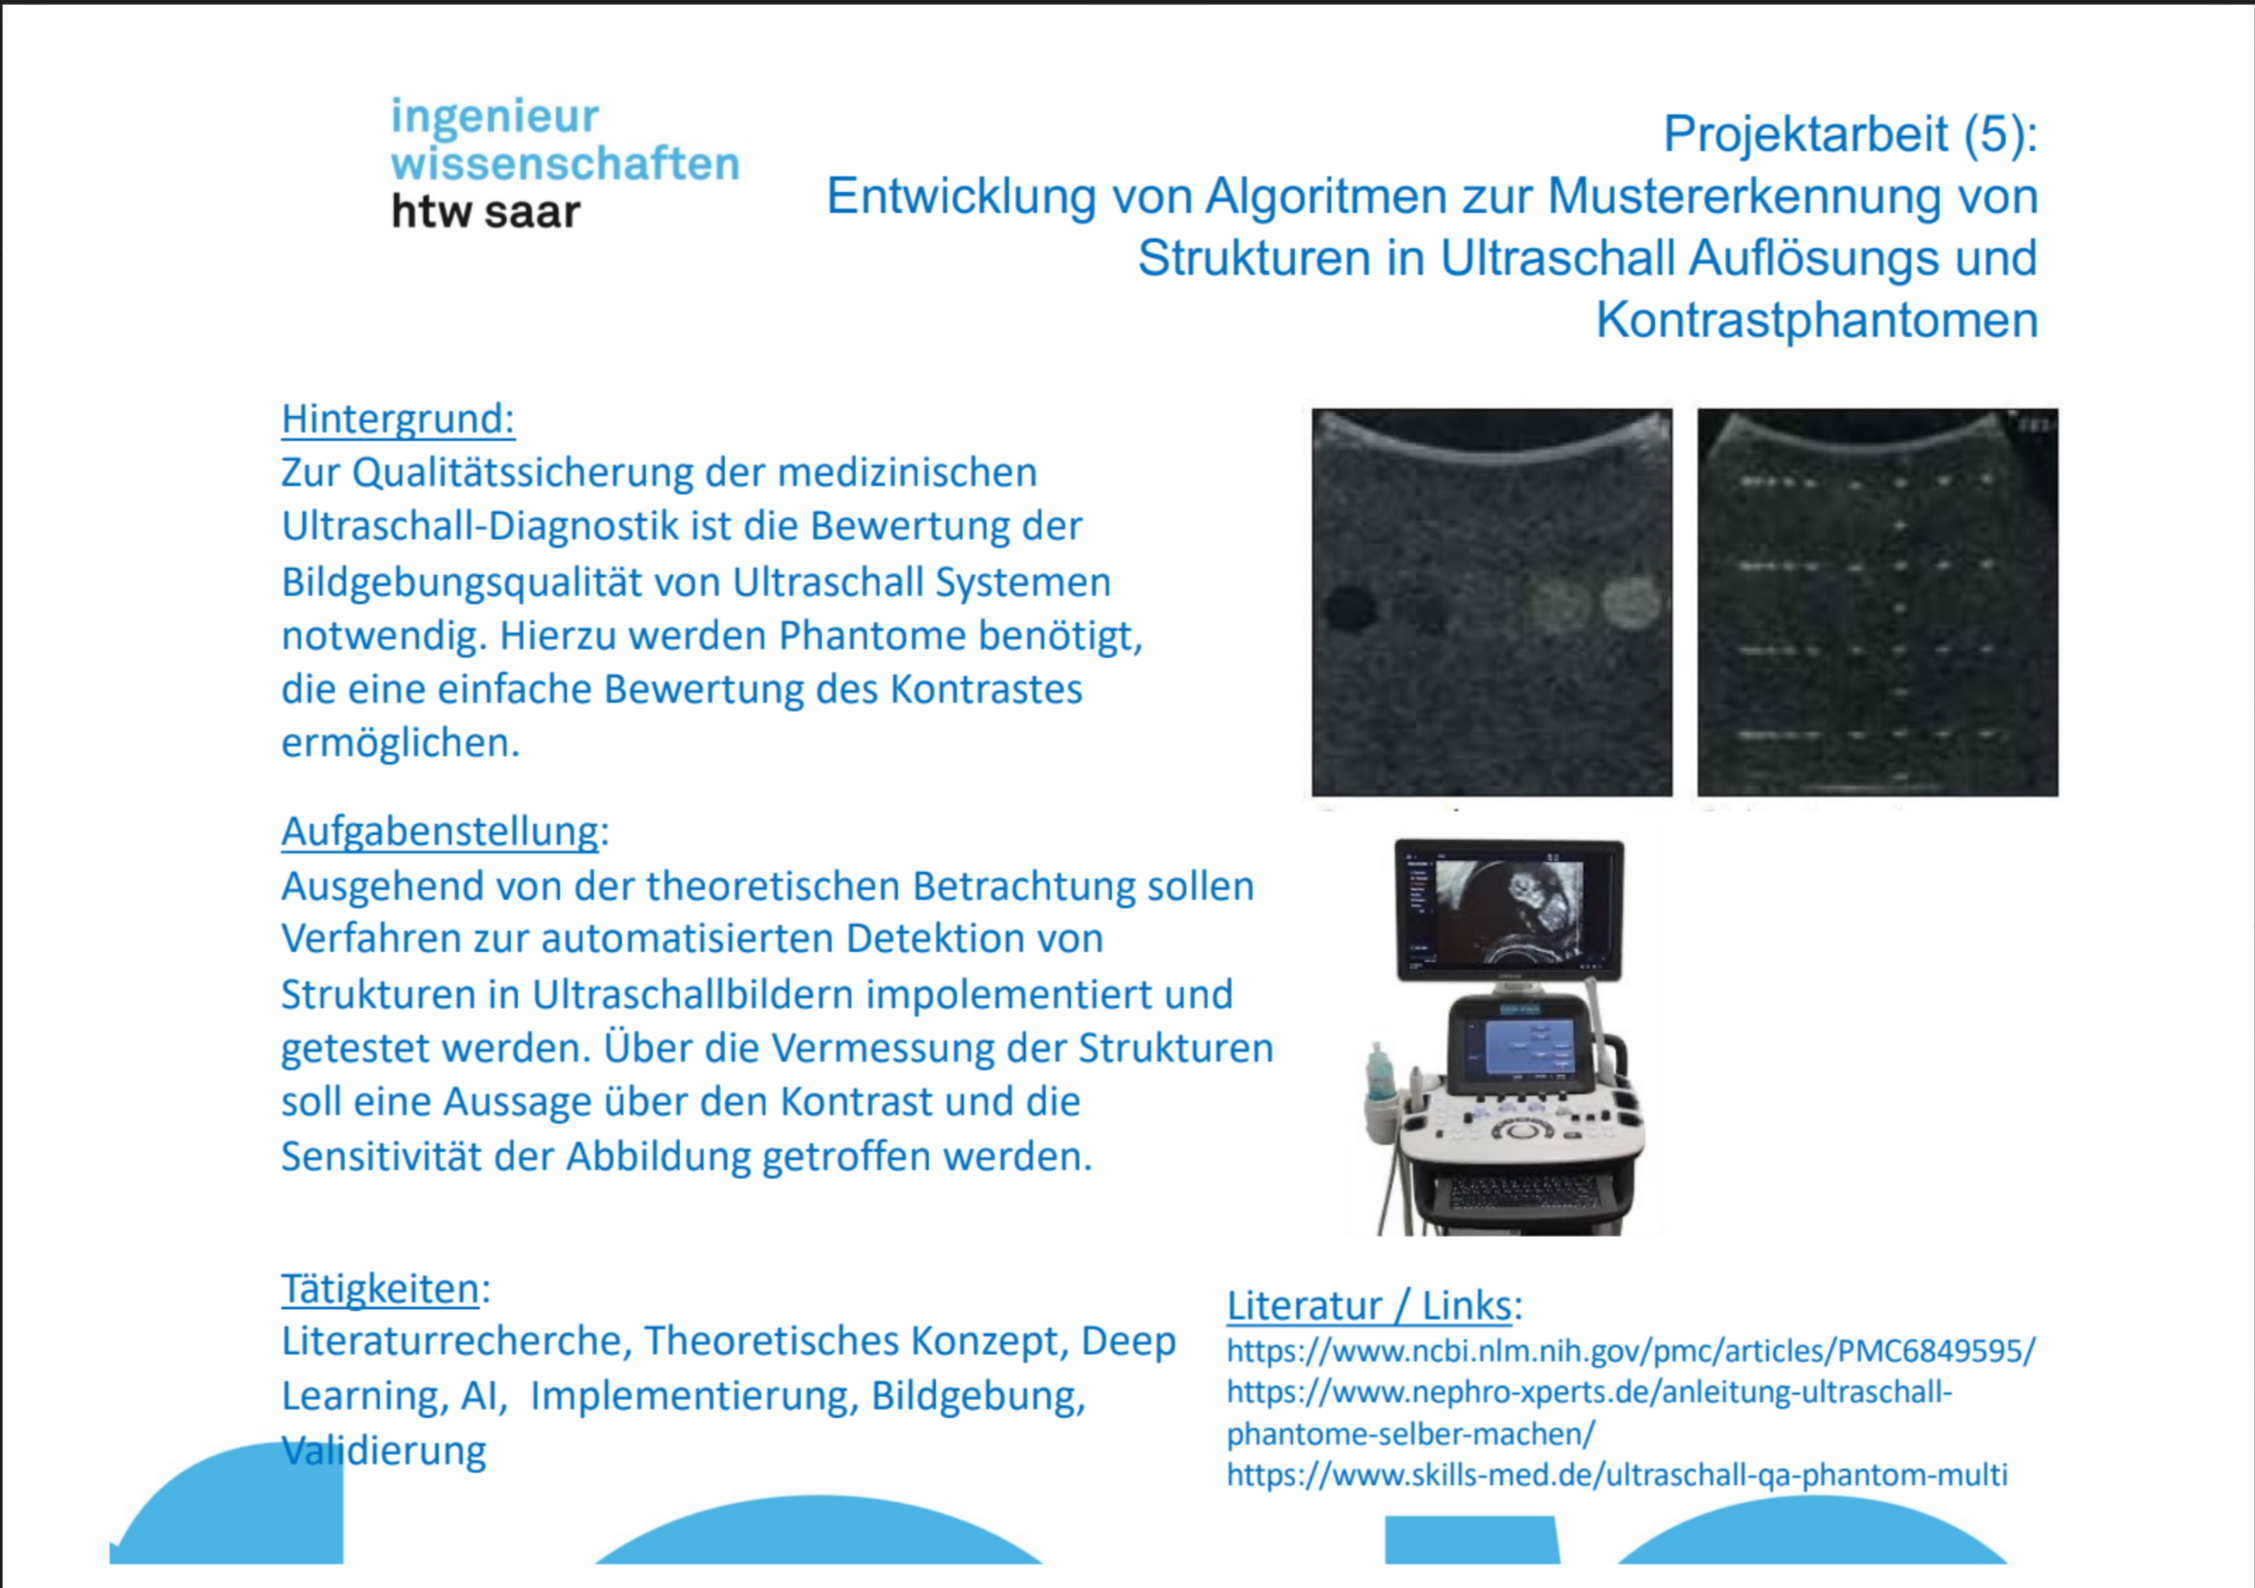 ingenieur
wissenschaften
htw saar
Projektarbeit (5):
Entwicklung von Algoritmen zur Mustererkennung von
Strukturen in Ultraschall Auflösungs und
Kontrastphantomen
Hintergrund:
Zur Qualitätssicherung der medizinischen
Ultraschall-Diagnostik ist die Bewertung der
Bildgebungsqualität von Ultraschall Systemen
notwendig. Hierzu werden Phantome benötigt,
die eine einfache Bewertung des Kontrastes
ermöglichen.
Aufgabenstellung:
Ausgehend von der theoretischen Betrachtung sollen
Verfahren zur automatisierten Detektion von
Strukturen in Ultraschallbildern impolementiert und
getestet werden. Über die Vermessung der Strukturen
soll eine Aussage über den Kontrast und die
Sensitivität der Abbildung getroffen werden.
Tätigkeiten:
Literaturrecherche, Theoretisches Konzept, Deep
Learning, AI,  Implementierung, Bildgebung,
Validierung
Literatur / Links:
https://www.ncbi.nlm.nih.gov/pmc/articles/PMC6849595/
https://www.nephro-xperts.de/anleitung-ultraschall-
phantome-selber-machen/
https://www.skills-med.de/ultraschall-qa-phantom-multi